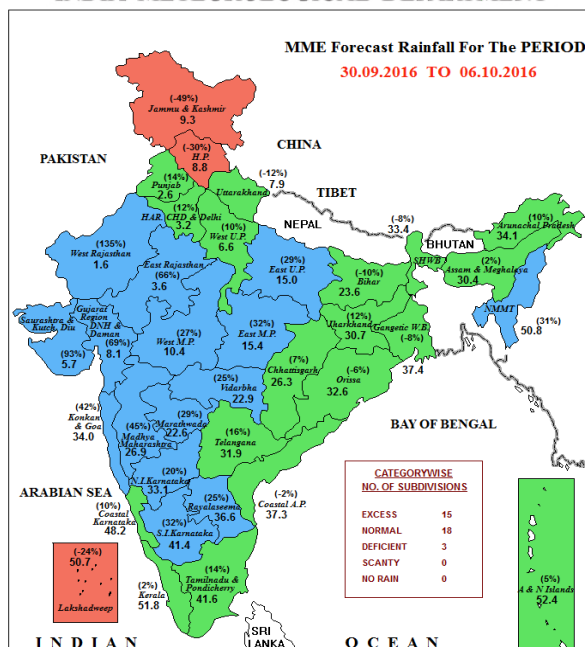 MME Forecast Rainfall For The PERIOD
30.09.2016 TO 06.10.2016
(-49%)
Jammu & Kashmir
9.3
CHINA
(-30%)
H.P.
8.8
PAKISTAN
(14%)
Punjab
2.6
(-12%)
7.9
Uttarakhand
TIBET
(12%)
HAR. CHD & Delhi
3.2
(10%)
West U.P.
6.6
NEPAL
(-8%)
33.4
(10%)
Arunachal Pradesh
34.1
BHUTAN
(135%)
West Rajasthan
1.6
East Rajasthan
(66%)
3.6
(29%)
East U.P.
15.0
(-10%)
Bihar
23.6
SHWB
(2%)
Assam & Meghalaya
30.4
NMMT
(31%)
50.8
Saurashtra &
Kutch, Diu
(93%)
5.7
Gujarat
Region
DNH &
Daman
(69%)
8.1
(27%)
West M.P.
10.4
(32%)
East M.P.
15.4
(12%)
Jharkhand
30.7
Gangetic W.B.
(-8%)
37.4
(7%)
Chhattisgarh
26.3
(-6%)
Orissa
32.6
(25%)
Vidarbha
22.9
(42%)
Konkan
& Goa
34.0
(45%)
Madhya
Maharashtra
26.9
(29%)
Marathwada
22.6
(16%)
Telangana
31.9
BAY OF BENGAL
ARABIAN SEA
(20%)
N.I.Karnataka
33.1
(10%)
Coastal
Karnataka
48.2
(25%)
Rayalaseema
36.6
(-2%)
Coastal A.P.
37.3
(32%)
S.I.Karnataka
41.4
CATEGORYWISE
NO. OF SUBDIVISIONS
EXCESS 15
NORMAL 18
DEFICIENT 3
SCANTY 0
NO RAIN 0
(-24%)
50.7
Lakshadweep
(2%)
Kerala
51.8
(14%)
Tamilnadu &
Pondicherry
41.6
(5%)
A & N Islands
52.4
SRI
LANKA
INDIAN OCEAN